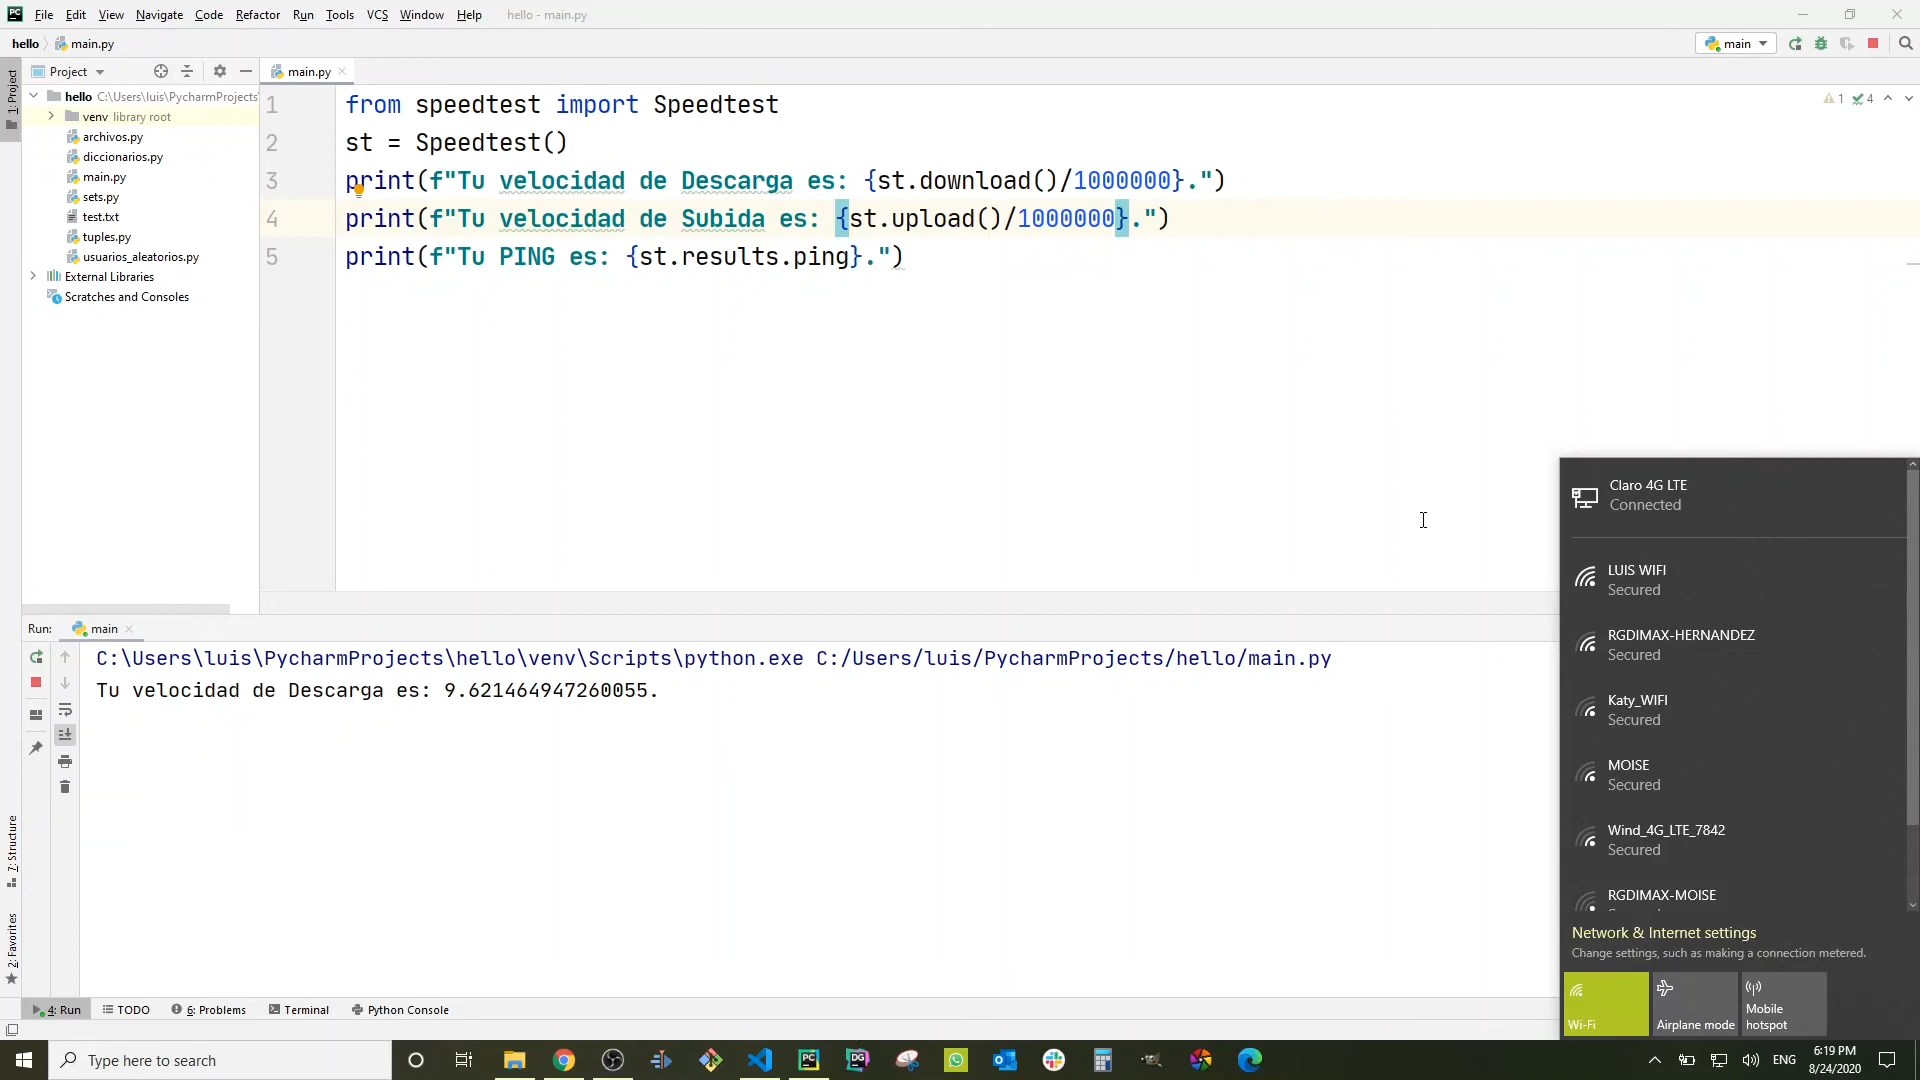 File Edit View Navigate Code Refactor Run Tools VCS Window Help hello - main.py
hello main.py
main
Project
main.py
1: Project
hello C:\Users\luis\PycharmProjects
venv library root
archivos.py
diccionarios.py
main.py
sets.py
test.txt
tuples.py
usuarios_aleatorios.py
External Libraries
Scratches and Consoles
1 from speedtest import Speedtest
2 st = Speedtest()
3 print(f"Tu velocidad de Descarga es: {st.download()/1000000}.")
4 print(f"Tu velocidad de Subida es: {st.upload()/1000000}.")
5 print(f"Tu PING es: {st.results.ping}.")
1 4
Run: main
C:\Users\luis\PycharmProjects\hello\venv\Scripts\python.exe C:/Users/luis/PycharmProjects/hello/main.py
Tu velocidad de Descarga es: 9.621464947260055.
7: Structure
2: Favorites
Claro 4G LTE
Connected
LUIS WIFI
Secured
RGDIMAX-HERNANDEZ
Secured
Katy_WIFI
Secured
MOISE
Secured
Wind_4G_LTE_7842
Secured
RGDIMAX-MOISE
Network & Internet settings
Change settings, such as making a connection metered.
Wi-Fi
Airplane mode
Mobile hotspot
4: Run TODO 6: Problems Terminal Python Console
Type here to search
ENG
6:19 PM
8/24/2020